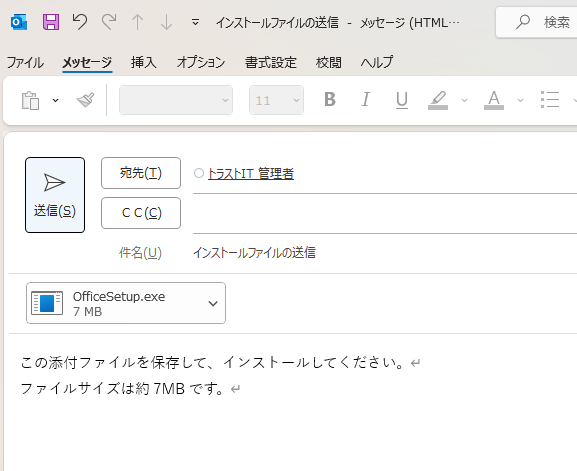 インストールファイルの送信 - メッセージ (HTML…
検索
ファイル メッセージ 挿入 オプション 書式設定 校閲 ヘルプ
11 B I U A
宛先(T) トラストIT 管理者
送信(S)
ＣＣ(C)
件名(U) インストールファイルの送信
OfficeSetup.exe
7 MB
この添付ファイルを保存して、インストールしてください。↵
ファイルサイズは約 7MB です。↵